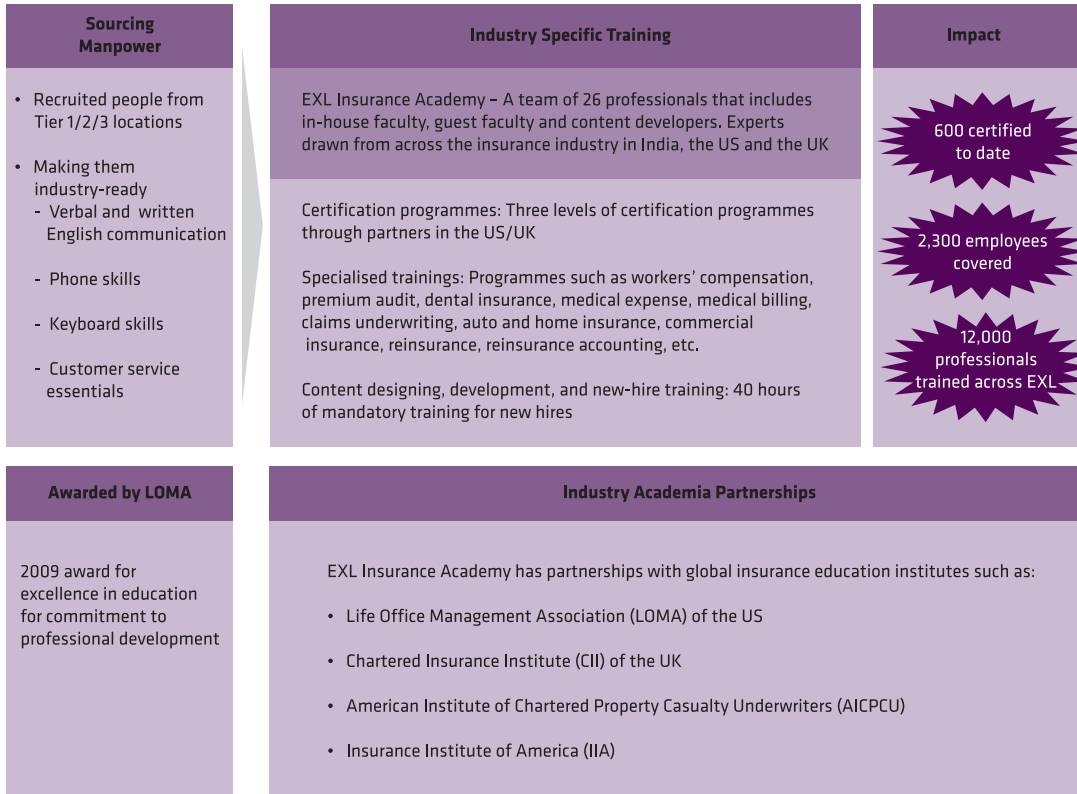 Sourcing
Manpower
• Recruited people from
Tier 1/2/3 locations
• Making them
industry-ready
- Verbal and written
English communication
- Phone skills
- Keyboard skills
- Customer service
essentials
Industry Specific Training
EXL Insurance Academy – A team of 26 professionals that includes
in-house faculty, guest faculty and content developers. Experts
drawn from across the insurance industry in India, the US and the UK
Certification programmes: Three levels of certification programmes
through partners in the US/UK
Specialised trainings: Programmes such as workers' compensation,
premium audit, dental insurance, medical expense, medical billing,
claims underwriting, auto and home insurance, commercial
insurance, reinsurance, reinsurance accounting, etc.
Content designing, development, and new-hire training: 40 hours
of mandatory training for new hires
Impact
600 certified
to date
2,300 employees
covered
12,000
professionals
trained across EXL
Awarded by LOMA
2009 award for
excellence in education
for commitment to
professional development
Industry Academia Partnerships
EXL Insurance Academy has partnerships with global insurance education institutes such as:
• Life Office Management Association (LOMA) of the US
• Chartered Insurance Institute (CII) of the UK
• American Institute of Chartered Property Casualty Underwriters (AICPCU)
• Insurance Institute of America (IIA)